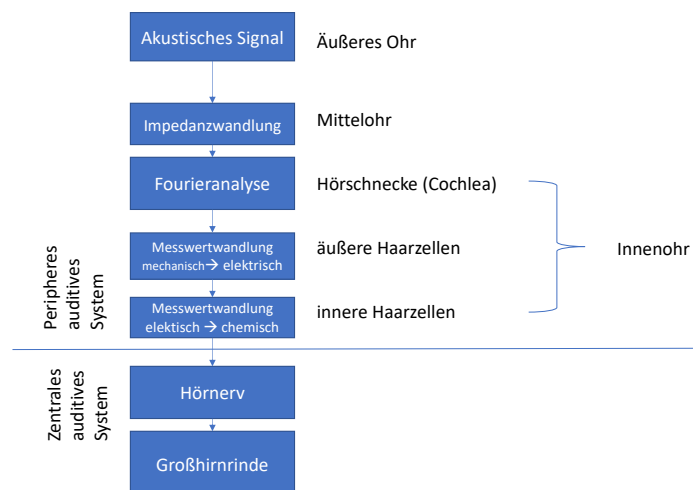 Akustisches Signal
Äußeres Ohr
Impedanzwandlung
Mittelohr
Fourieranalyse
Hörschnecke (Cochlea)
Messwertwandlung
mechanisch→ elektrisch
äußere Haarzellen
Innenohr
Messwertwandlung
elektisch → chemisch
innere Haarzellen
Peripheres
auditives
System
Hörnerv
Großhirnrinde
Zentrales
auditives
System